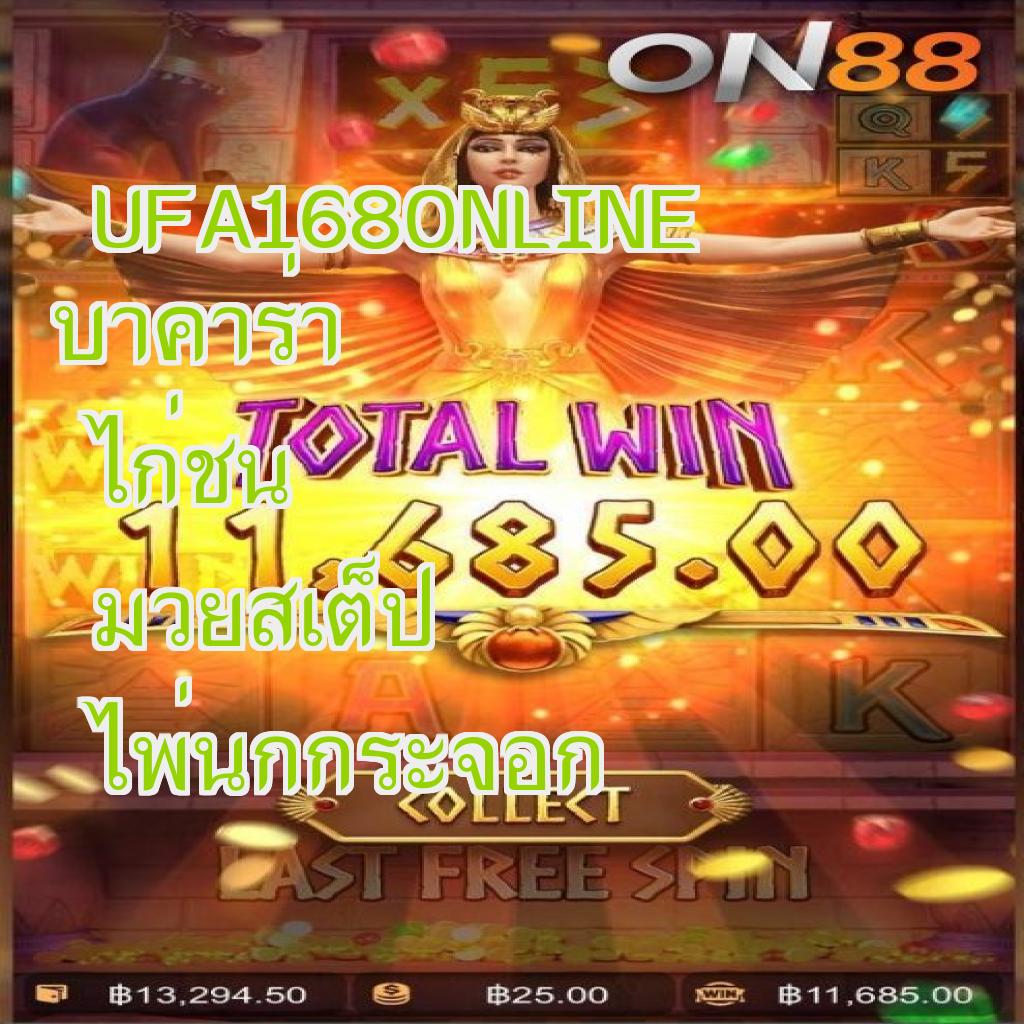 ON88
x53
Q
K 5
UFA168ONLINE
บาคาร่า
ไก่ชน
TOTAL WIN
11,685.00
มวยสเต็ป
A K
ไพ่นกกระจอก
COLLECT
LAST FREE SPIN
฿13,294.50 ฿25.00 WIN ฿11,685.00